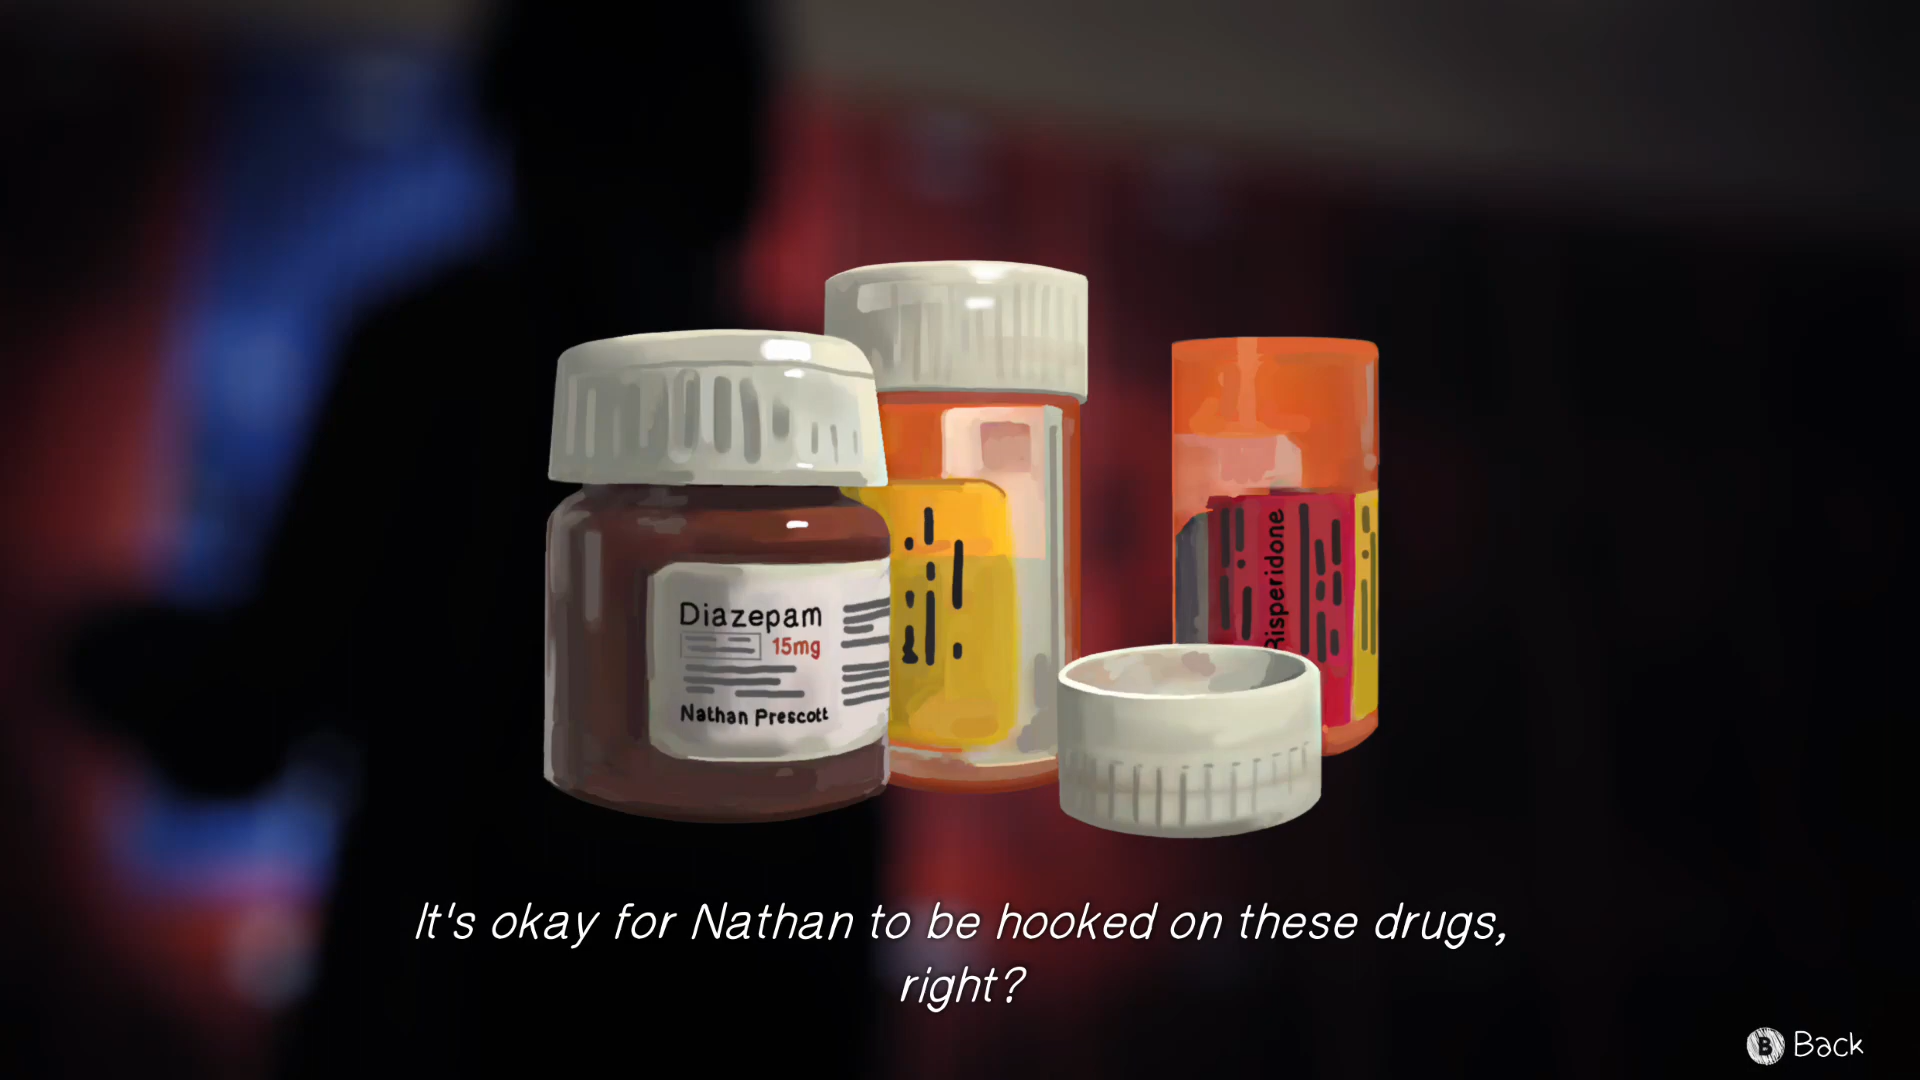 Diazepam
15mg
Nathan Prescott
Risperidone
It's okay for Nathan to be hooked on these drugs,
right?
B Back